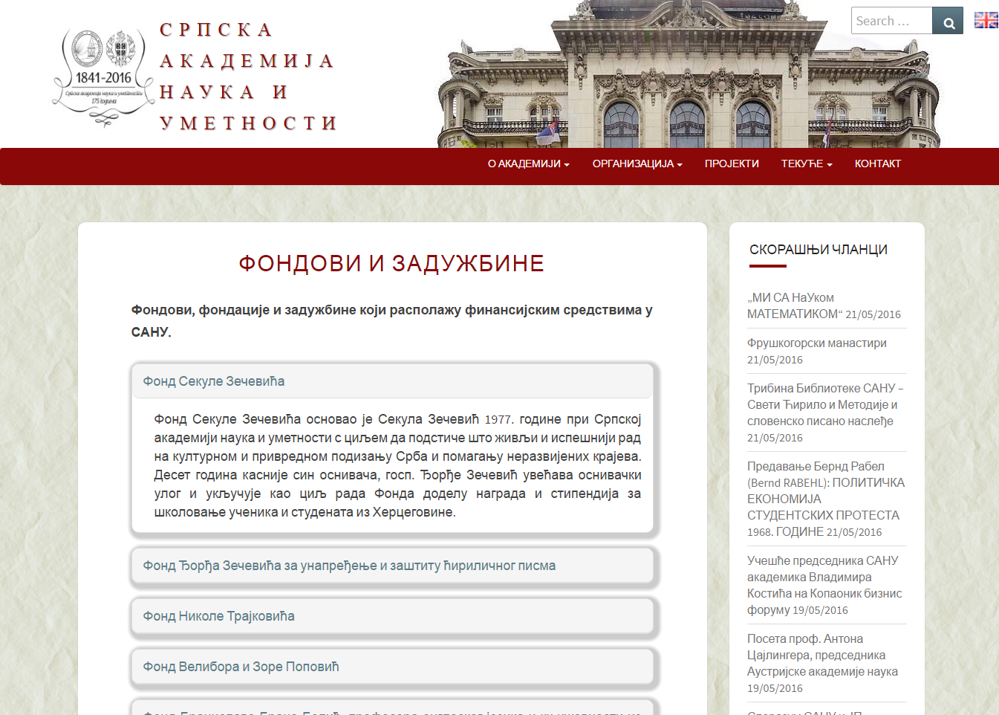 Search …
1841-2016
Српска академија наука и уметности
175 година
СРПСКА
АКАДЕМИЈА
НАУКА И
УМЕТНОСТИ
О АКАДЕМИЈИ
ОРГАНИЗАЦИЈА
ПРОЈЕКТИ
ТЕКУЋЕ
КОНТАКТ
ФОНДОВИ И ЗАДУЖБИНЕ
Фондови, фондације и задужбине који располажу финансијским средствима у
САНУ.
Фонд Секуле Зечевића
Фонд Секуле Зечевића основао је Секула Зечевић 1977. године при Српској
академији наука и уметности с циљем да подстиче што живљи и испешнији рад
на културном и привредном подизању Срба и помагању неразвијених крајева.
Десет година касније син оснивача, госп. Ђорђе Зечевић увећава оснивачки
улог и укључује као циљ рада Фонда доделу награда и стипендија за
школовање ученика и студената из Херцеговине.
Фонд Ђорђа Зечевића за унапређење и заштиту ћириличног писма
Фонд Николе Трајковића
Фонд Велибора и Зоре Поповић
СКОРАШЊИ ЧЛАНЦИ
„МИ СА НаУком
МАТЕМАТИКОМ“ 21/05/2016
Фрушкогорски манастири
21/05/2016
Трибина Библиотеке САНУ –
Свети Ћирило и Методије и
словенско писано наслеђе
21/05/2016
Предавање Бернд Рабел
(Bernd RABEHL): ПОЛИТИЧКА
ЕКОНОМИЈА
СТУДЕНТСКИХ ПРОТЕСТА
1968. ГОДИНЕ 21/05/2016
Учешће председника САНУ
академика Владимира
Костића на Копаоник бизнис
форуму 19/05/2016
Посета проф. Антона
Цајлингера, председника
Аустријске академије наука
19/05/2016